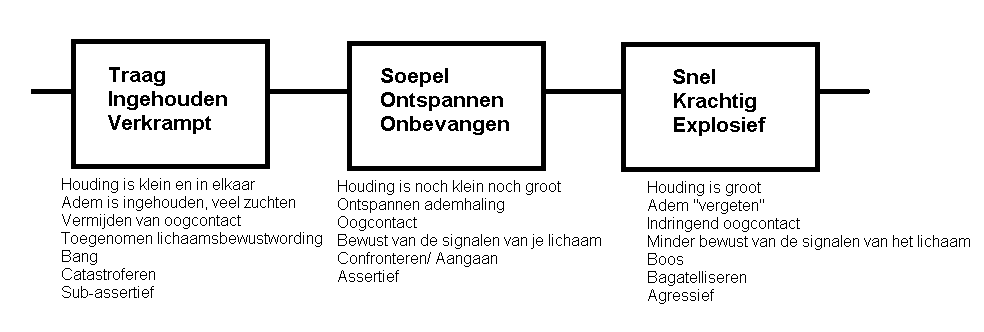 Traag
Ingehouden
Verkrampt
Houding is klein en in elkaar
Adem is ingehouden, veel zuchten
Vermijden van oogcontact
Toegenomen lichaamsbewustwording
Bang
Catastroferen
Sub-assertief
Soepel
Ontspannen
Onbevangen
Houding is noch klein noch groot
Ontspannen ademhaling
Oogcontact
Bewust van de signalen van je lichaam
Confronteren/ Aangaan
Assertief
Snel
Krachtig
Explosief
Houding is groot
Adem "vergeten"
Indringend oogcontact
Minder bewust van de signalen van het lichaam
Boos
Bagatelliseren
Agressief